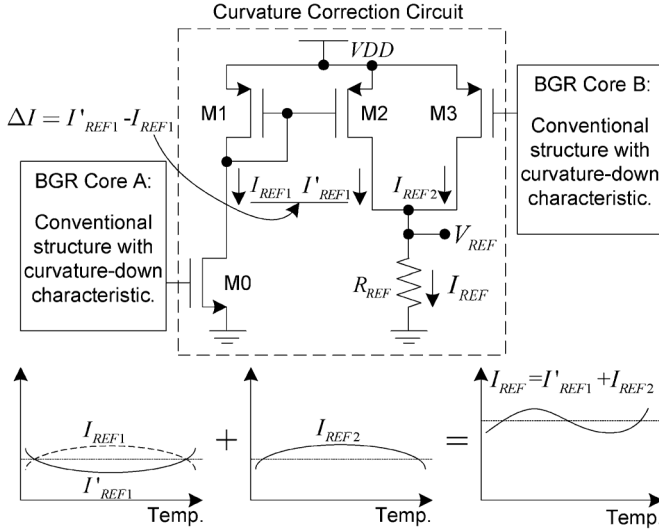 Curvature Correction Circuit
VDD
M1
M2
M3
ΔI = I'REF1 -IREF1
BGR Core A:
Conventional
structure with
curvature-down
characteristic.
BGR Core B:
Conventional
structure with
curvature-down
characteristic.
IREF1
I'REF1
IREF2
M0
VREF
RREF
IREF
IREF1
I'REF1
Temp.
+
IREF2
Temp.
=
IREF=I'REF1+IREF2
Temp.